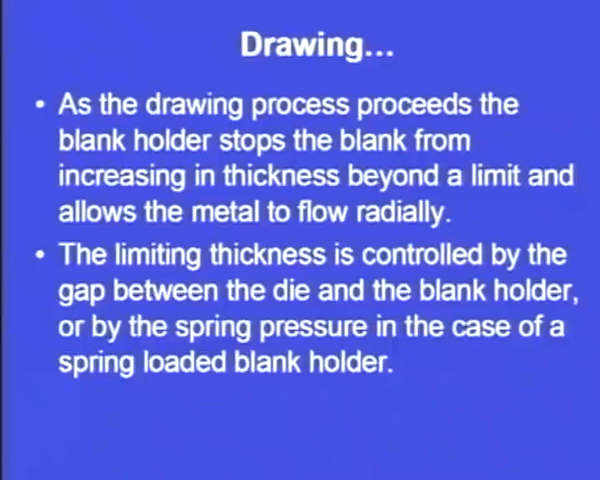 Drawing...
• As the drawing process proceeds the
blank holder stops the blank from
increasing in thickness beyond a limit and
allows the metal to flow radially.
• The limiting thickness is controlled by the
gap between the die and the blank holder,
or by the spring pressure in the case of a
spring loaded blank holder.